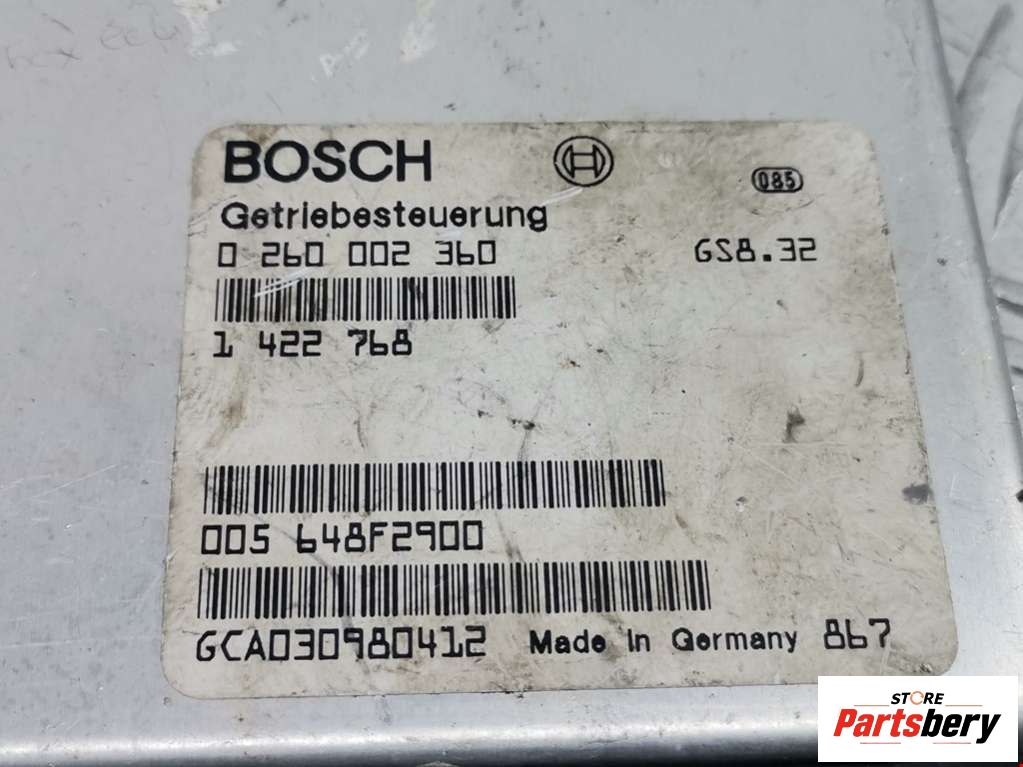 BOSCH
085
Getriebesteuerung
0 260 002 360 GS8.32
1 422 768
005 648F2900
GCA030980412 Made in Germany 867
STORE
Partsbery